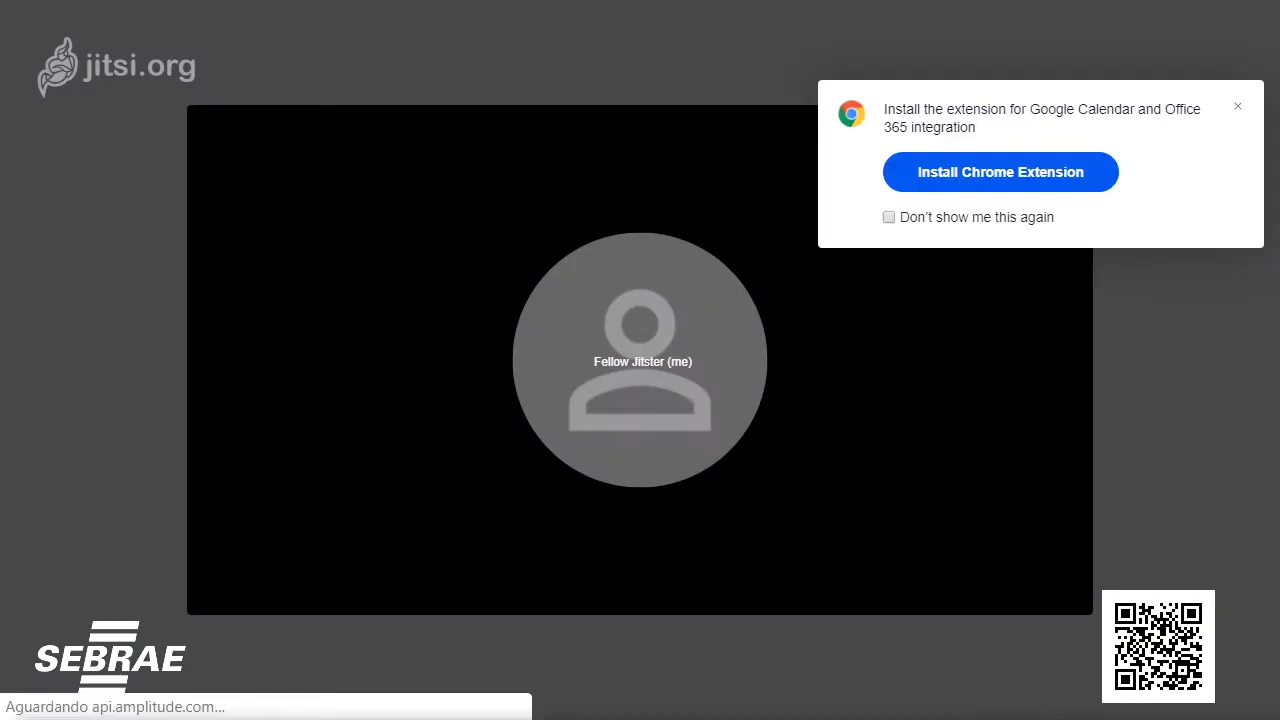 jitsi.org
Install the extension for Google Calendar and Office
365 integration
×
Install Chrome Extension
Don't show me this again
Fellow Jitster (me)
SEBRAE
Aguardando api.amplitude.com...